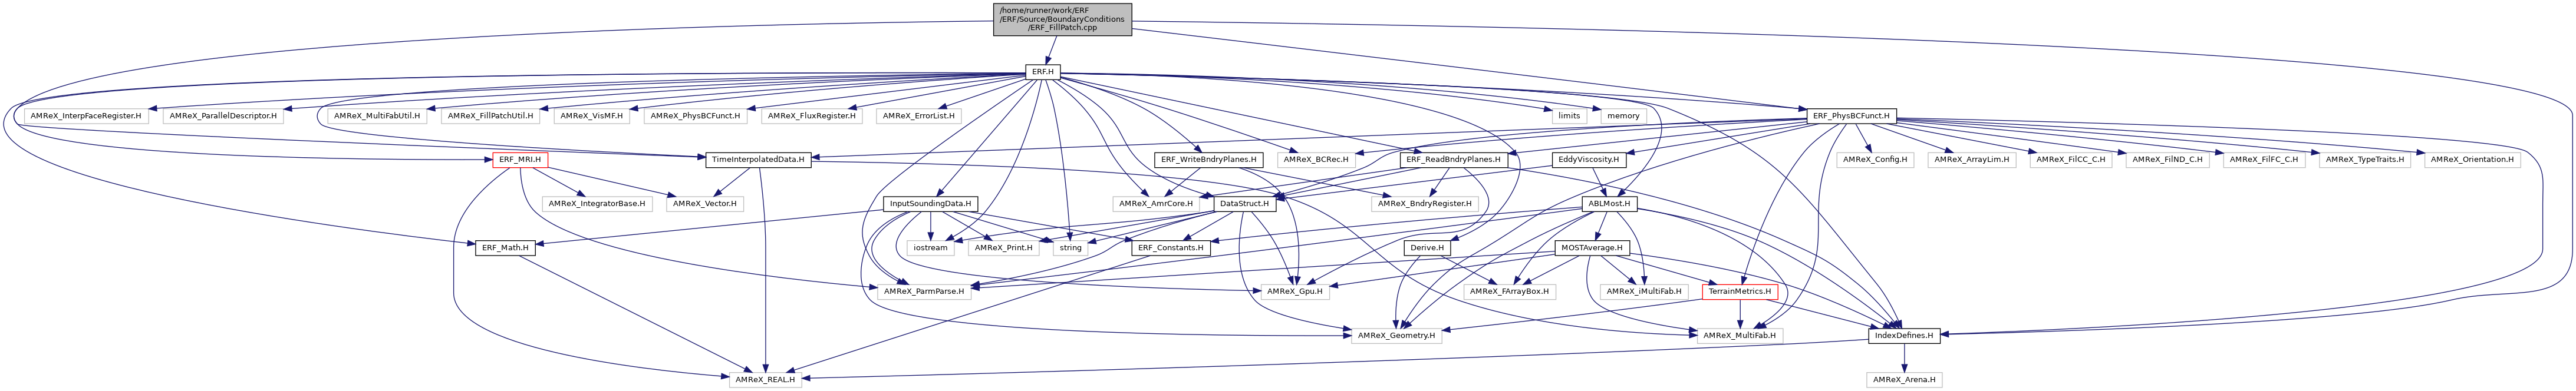 /home/runner/work/ERF
/ERF/Source/BoundaryConditions
/ERF_FillPatch.cpp
ERF.H
AMReX_InterpFaceRegister.H
AMReX_ParallelDescriptor.H
AMReX_MultiFabUtil.H
AMReX_FillPatchUtil.H
AMReX_VisMF.H
AMReX_PhysBCFunct.H
AMReX_FluxRegister.H
AMReX_ErrorList.H
limits
memory
ERF_PhysBCFunct.H
ERF_MRI.H
TimeInterpolatedData.H
ERF_WriteBndryPlanes.H
AMReX_BCRec.H
ERF_ReadBndryPlanes.H
EddyViscosity.H
AMReX_Config.H
AMReX_ArrayLim.H
AMReX_FilCC_C.H
AMReX_FilND_C.H
AMReX_FilFC_C.H
AMReX_TypeTraits.H
AMReX_Orientation.H
AMReX_IntegratorBase.H
AMReX_Vector.H
InputSoundingData.H
AMReX_AmrCore.H
DataStruct.H
AMReX_BndryRegister.H
ABLMost.H
ERF_Math.H
iostream
AMReX_Print.H
string
ERF_Constants.H
Derive.H
MOSTAverage.H
AMReX_ParmParse.H
AMReX_Gpu.H
AMReX_FArrayBox.H
AMReX_iMultiFab.H
TerrainMetrics.H
AMReX_Geometry.H
AMReX_MultiFab.H
IndexDefines.H
AMReX_REAL.H
AMReX_Arena.H